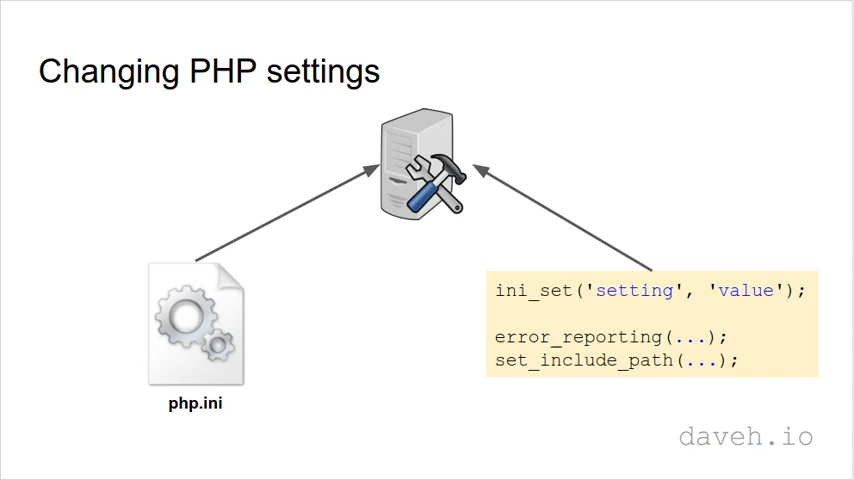 Changing PHP settings
ini_set('setting', 'value');
error_reporting(...);
set_include_path(...);
php.ini
daveh.io